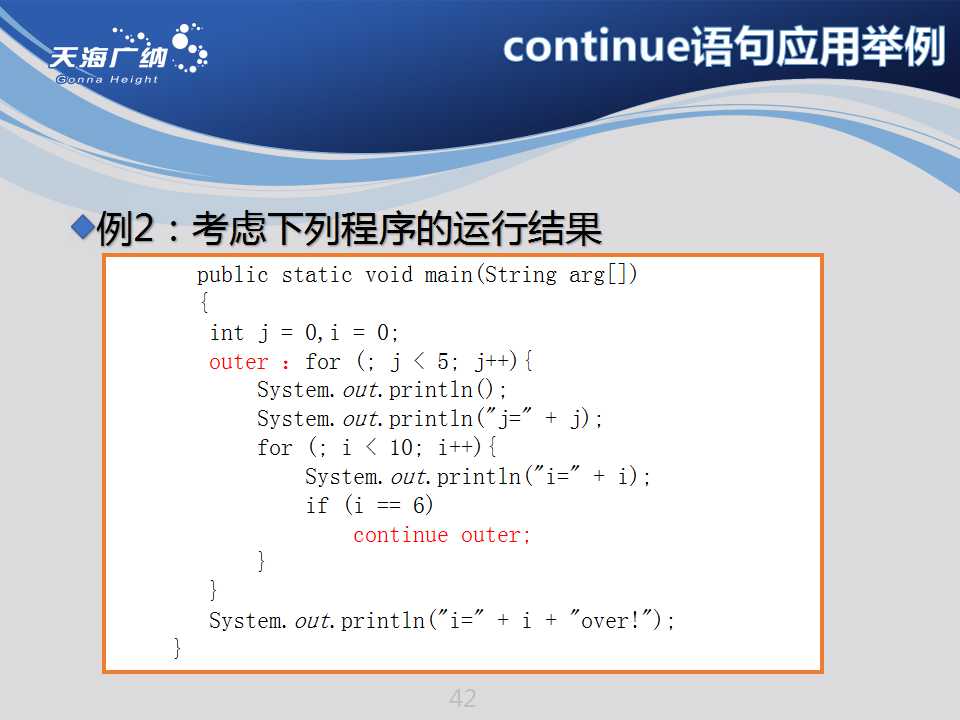 天海广纳
Gonna Height
continue语句应用举例
例2：考虑下列程序的运行结果
public static void main(String arg[])
{
int j = 0,i = 0;
outer : for (; j < 5; j++){
System.out.println();
System.out.println("j=" + j);
for (; i < 10; i++){
System.out.println("i=" + i);
if (i == 6)
continue outer;
}
}
System.out.println("i=" + i + "over!");
}
42